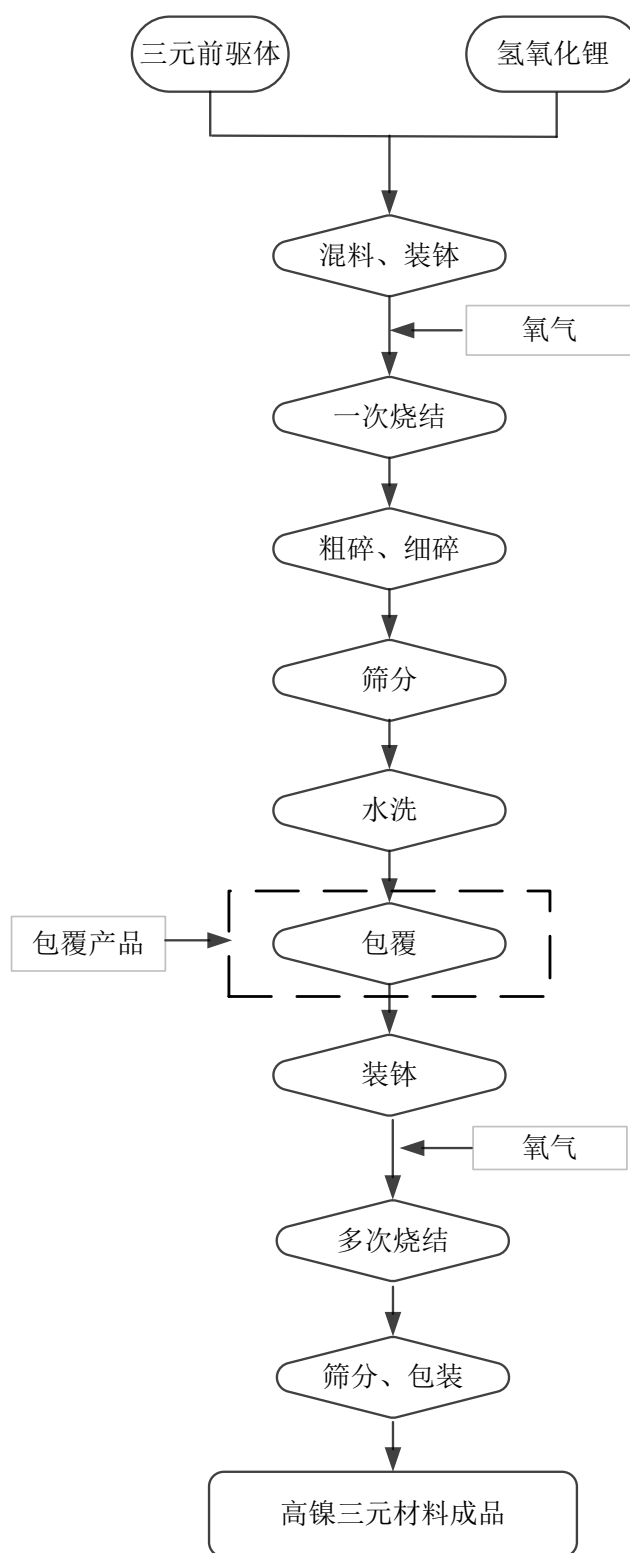 三元前驱体
氢氧化锂
混料、装钵
氧气
一次烧结
粗碎、细碎
筛分
水洗
包覆产品
包覆
装钵
氧气
多次烧结
筛分、包装
高镍三元材料成品